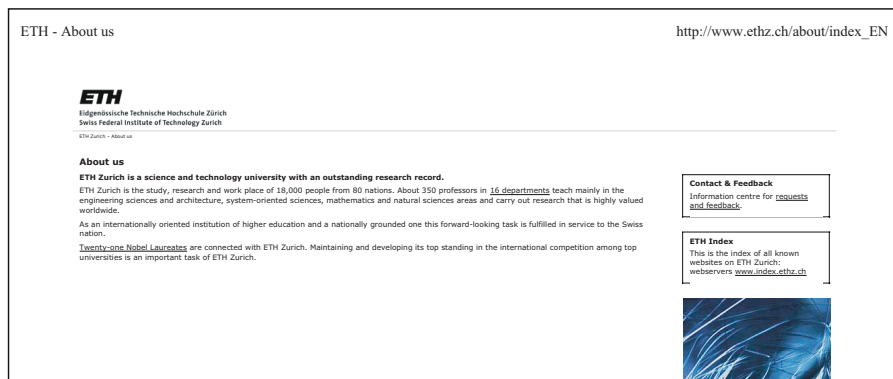 ETH - About us
http://www.ethz.ch/about/index_EN
ETH
Eidgenössische Technische Hochschule Zürich
Swiss Federal Institute of Technology Zurich
ETH Zurich - About us
About us
ETH Zurich is a science and technology university with an outstanding research record.
ETH Zurich is the study, research and work place of 18,000 people from 80 nations. About 350 professors in 16 departments teach mainly in the
engineering sciences and architecture, system-oriented sciences, mathematics and natural sciences areas and carry out research that is highly valued
worldwide.
As an internationally oriented institution of higher education and a nationally grounded one this forward-looking task is fulfilled in service to the Swiss
nation.
Twenty-one Nobel Laureates are connected with ETH Zurich. Maintaining and developing its top standing in the international competition among top
universities is an important task of ETH Zurich.
Contact & Feedback
Information centre for requests
and feedback.
ETH Index
This is the index of all known
websites on ETH Zurich:
webservers www.index.ethz.ch